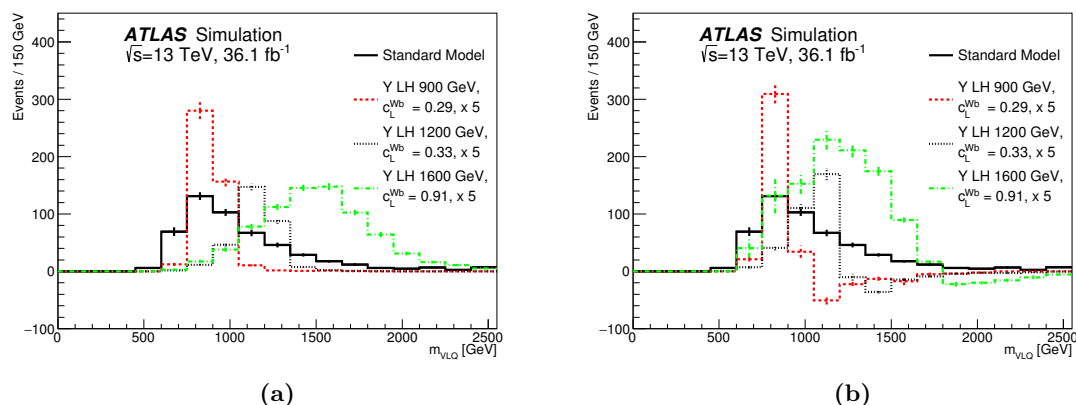 ATLAS Simulation
√s=13 TeV, 36.1 fb-1
Events / 150 GeV
400
300
200
100
0
−100
Standard Model
Y LH 900 GeV,
cLWb = 0.29, x 5
Y LH 1200 GeV,
cLWb = 0.33, x 5
Y LH 1600 GeV,
cLWb = 0.91, x 5
0 500 1000 1500 2000 2500
mVLQ [GeV]
(a)
ATLAS Simulation
√s=13 TeV, 36.1 fb-1
Events / 150 GeV
400
300
200
100
0
−100
Standard Model
Y LH 900 GeV,
cLWb = 0.29, x 5
Y LH 1200 GeV,
cLWb = 0.33, x 5
Y LH 1600 GeV,
cLWb = 0.91, x 5
0 500 1000 1500 2000 2500
mVLQ [GeV]
(b)